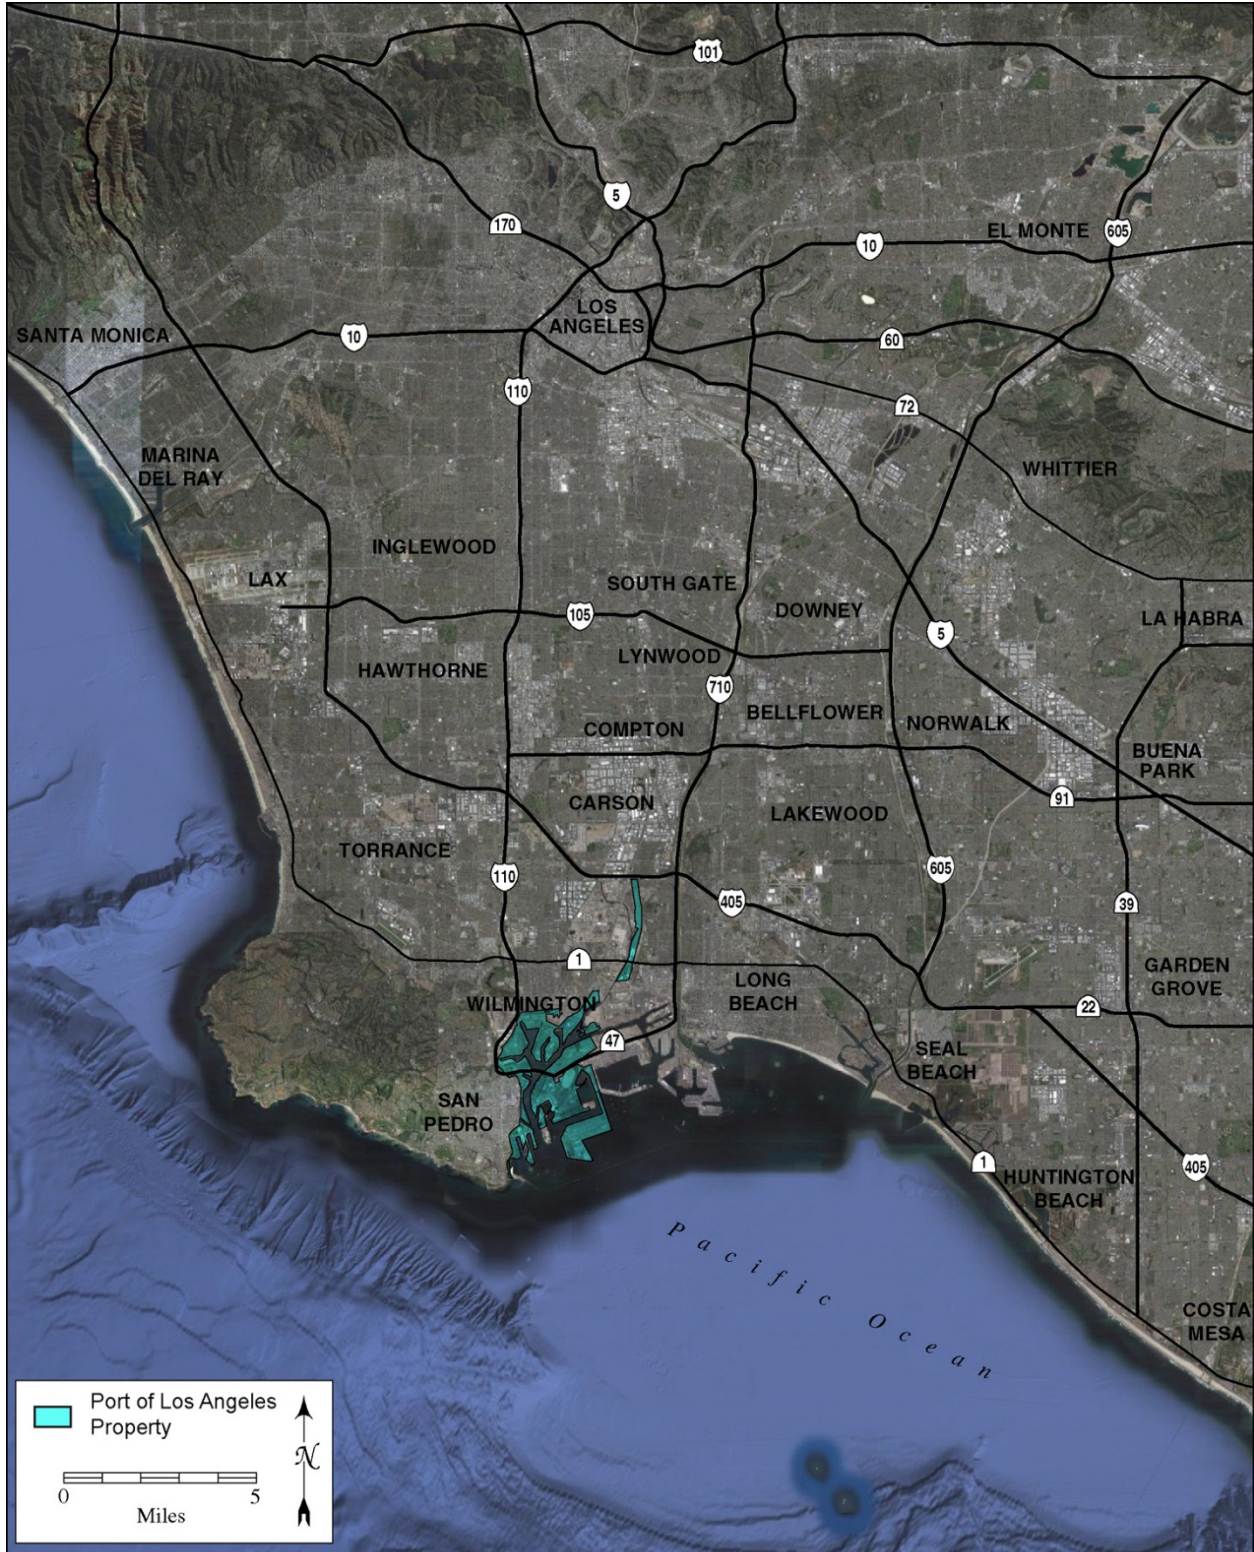 101
5
170
10
EL MONTE
605
LOS
ANGELES
SANTA MONICA
10
60
110
72
MARINA
DEL RAY
WHITTIER
INGLEWOOD
LAX
SOUTH GATE
DOWNEY
105
LA HABRA
5
HAWTHORNE
LYNWOOD
710
BELLFLOWER
NORWALK
COMPTON
BUENA
PARK
CARSON
LAKEWOOD
91
TORRANCE
110
605
405
39
1
LONG
BEACH
GARDEN
GROVE
WILMINGTON
22
47
SEAL
BEACH
SAN
PEDRO
1
405
HUNTINGTON
BEACH
Pacific Ocean
COSTA
MESA
Port of Los Angeles
Property
N
0 5
Miles